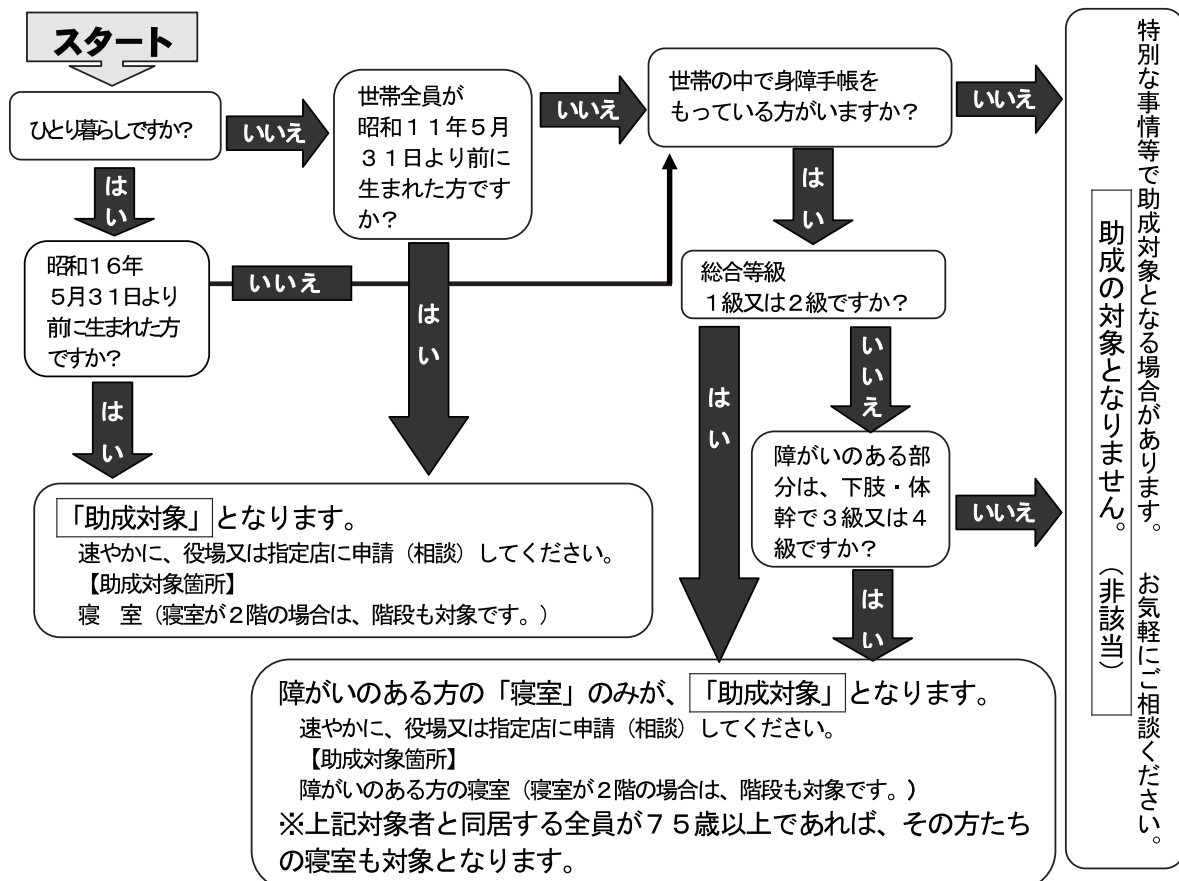 スタート
ひとり暮らしですか?
いいえ
世帯全員が
昭和11年5月
31日より前に
生まれた方です
か?
いいえ
世帯の中で身障手帳を
もっている方がいますか?
いいえ
はい
昭和16年
5月31日より
前に生まれた方
ですか?
いいえ
はい
はい
はい
総合等級
1級又は2級ですか?
はい
いいえ
障がいのある部
分は、下肢・体
幹で3級又は4
級ですか?
いいえ
はい
「助成対象」となります。
速やかに、役場又は指定店に申請(相談)してください。
【助成対象箇所】
寝 室(寝室が2階の場合は、階段も対象です。)
障がいのある方の「寝室」のみが、「助成対象」となります。
速やかに、役場又は指定店に申請(相談)してください。
【助成対象箇所】
障がいのある方の寝室(寝室が2階の場合は、階段も対象です。)
※上記対象者と同居する全員が75歳以上であれば、その方たち
の寝室も対象となります。
特別な事情等で助成対象となる場合があります。 お気軽にご相談ください。
助成の対象となりません。(非該当)